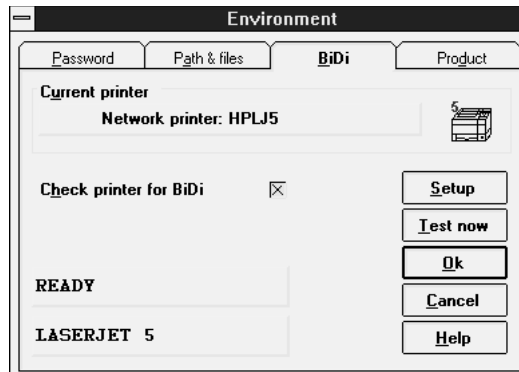 Environment
Password Path & files BiDi Product
Current printer
Network printer: HPLJ5
5
Check printer for BiDi
Setup
Test now
Ok
READY
Cancel
LASERJET 5
Help